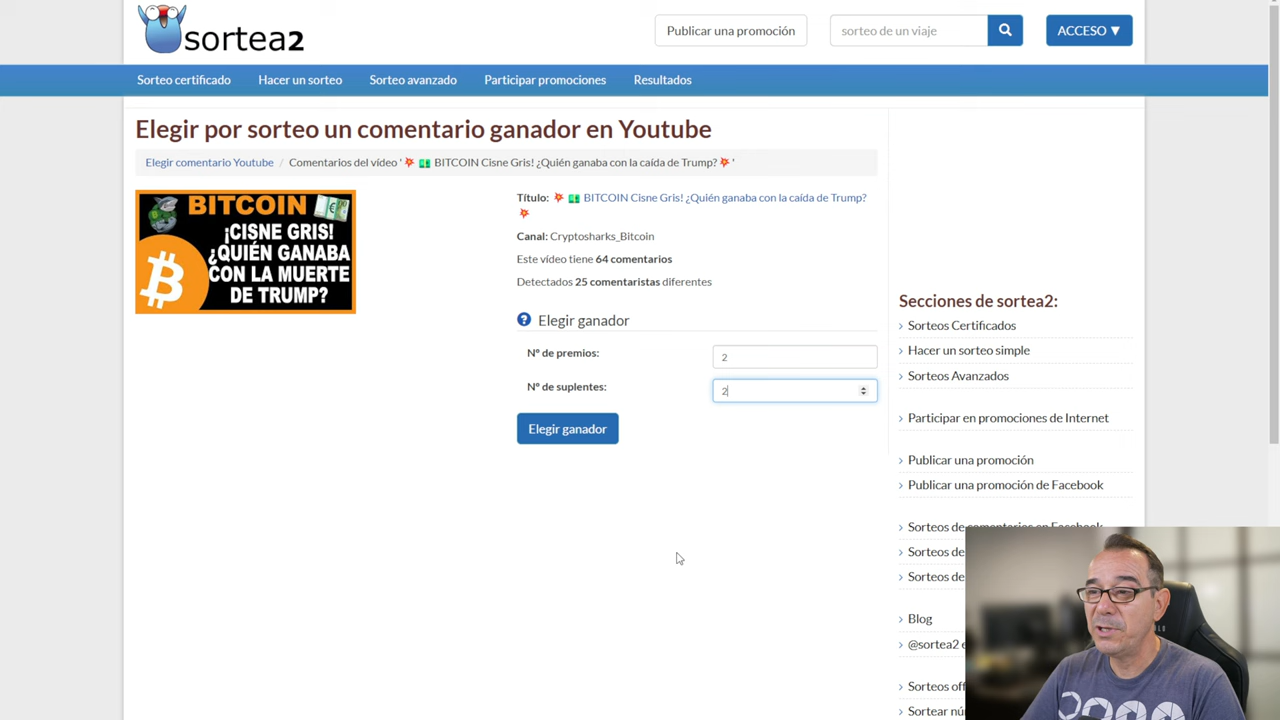 sortea2
Publicar una promoción
sorteo de un viaje
ACCESO ▼
Sorteo certificado
Hacer un sorteo
Sorteo avanzado
Participar promociones
Resultados
Elegir por sorteo un comentario ganador en Youtube
Elegir comentario Youtube / Comentarios del vídeo ' 💥 💵 BITCOIN Cisne Gris! ¿Quién ganaba con la caída de Trump? 💥 '
BITCOIN
¡CISNE GRIS!
¿QUIÉN GANABA
CON LA MUERTE
DE TRUMP?
Título: 💥 💵 BITCOIN Cisne Gris! ¿Quién ganaba con la caída de Trump?
💥
Canal: Cryptosharks_Bitcoin
Este vídeo tiene 64 comentarios
Detectados 25 comentaristas diferentes
Elegir ganador
Nº de premios:
2
Nº de suplentes:
2
Elegir ganador
Secciones de sortea2:
Sorteos Certificados
Hacer un sorteo simple
Sorteos Avanzados
Participar en promociones de Internet
Publicar una promoción
Publicar una promoción de Facebook
Sorteos de comentarios en Facebook
Sorteos de
Sorteos de
Blog
@sortea2 e
Sorteos off
Sortear nú